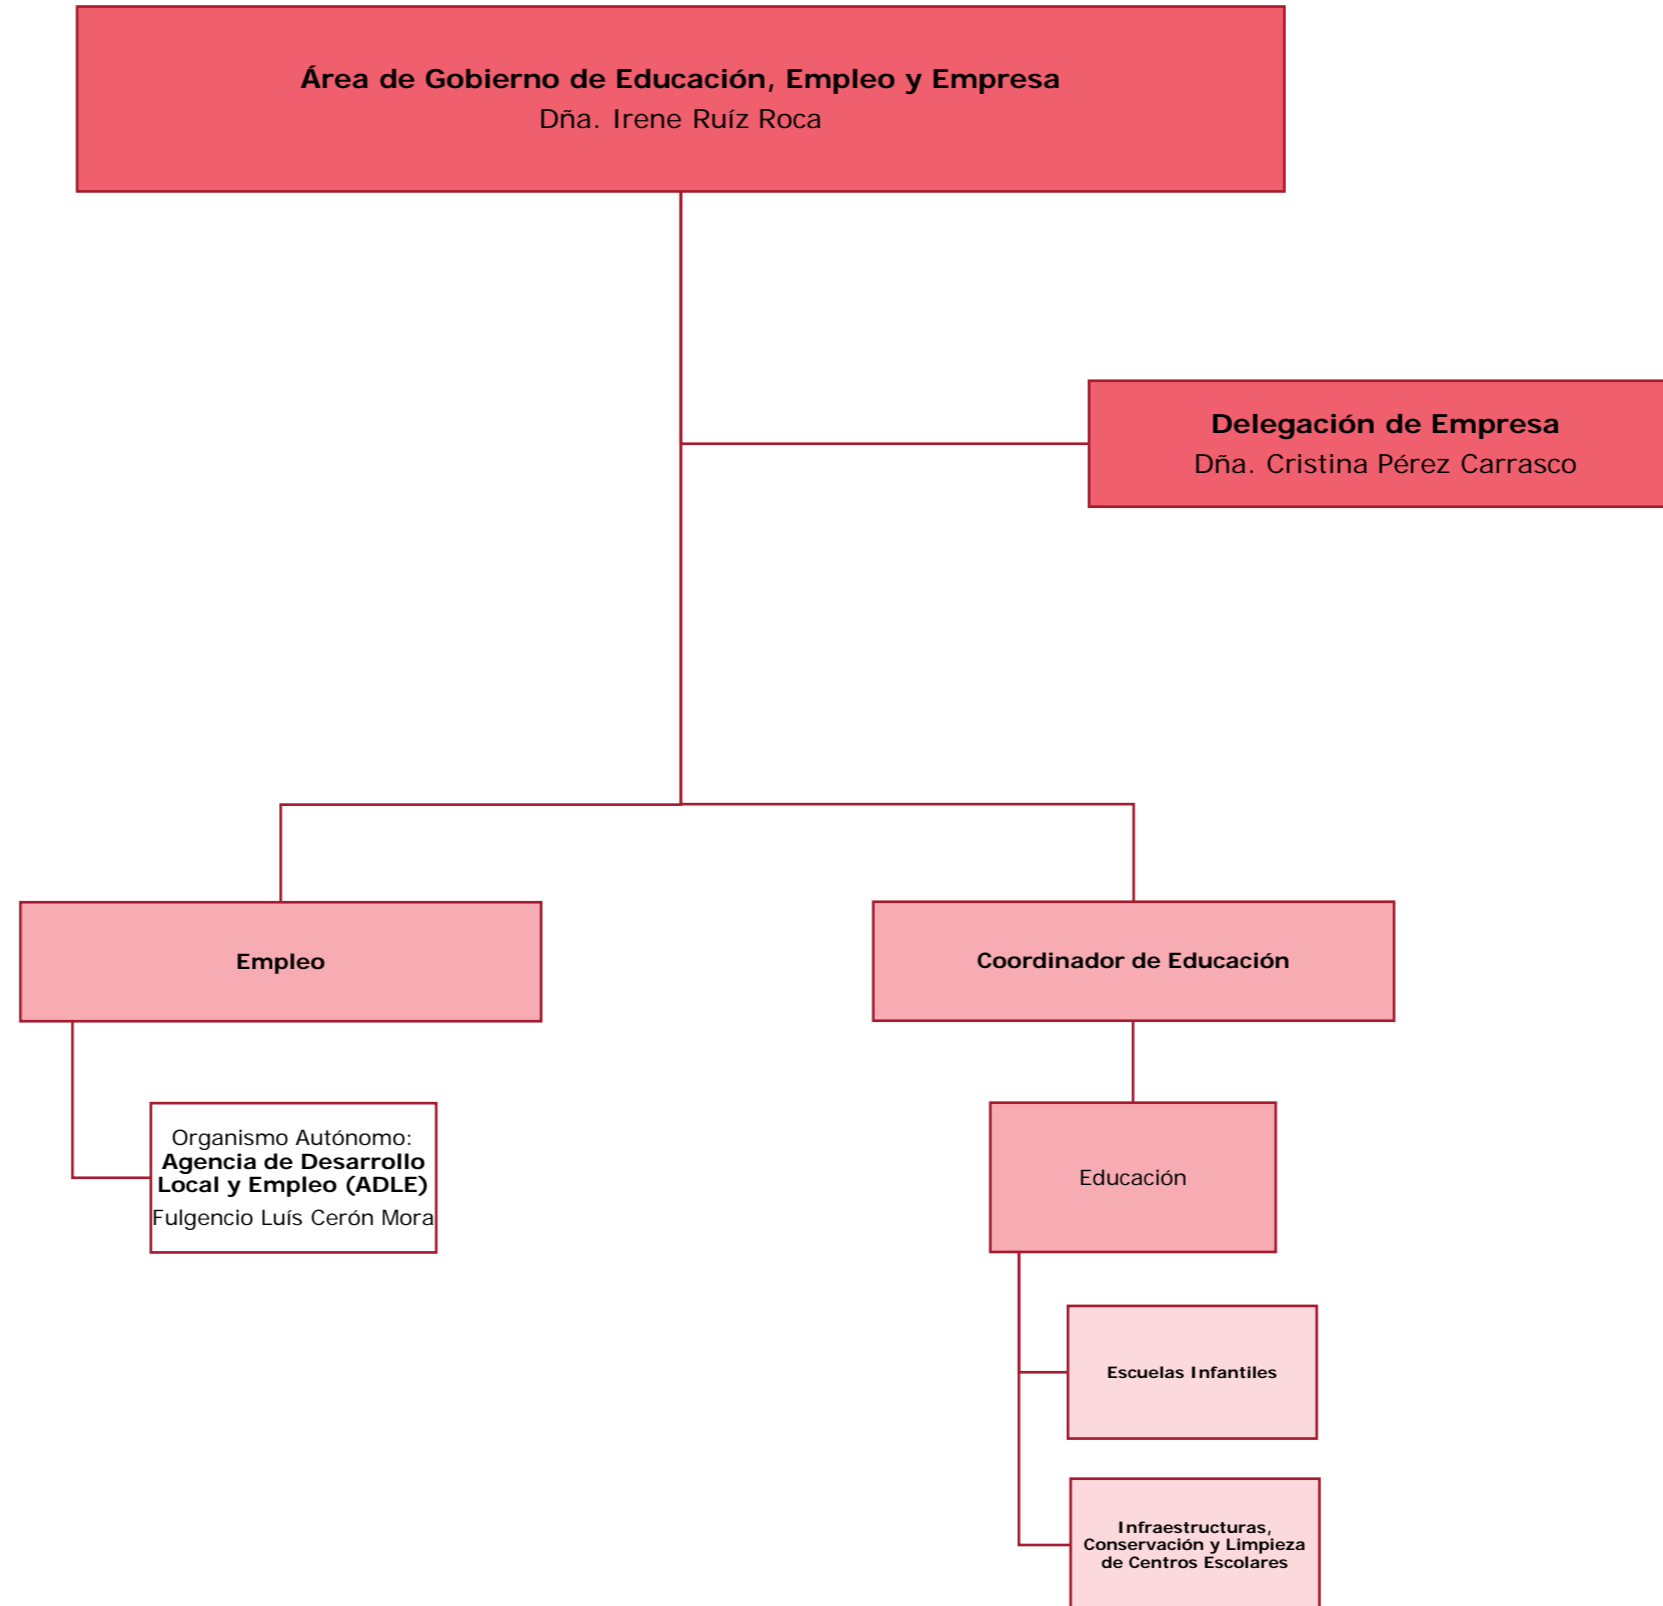 Área de Gobierno de Educación, Empleo y Empresa
Dña. Irene Ruíz Roca
Delegación de Empresa
Dña. Cristina Pérez Carrasco
Empleo
Coordinador de Educación
Organismo Autónomo:
Agencia de Desarrollo
Local y Empleo (ADLE)
Fulgencio Luís Cerón Mora
Educación
Escuelas Infantiles
Infraestructuras,
Conservación y Limpieza
de Centros Escolares